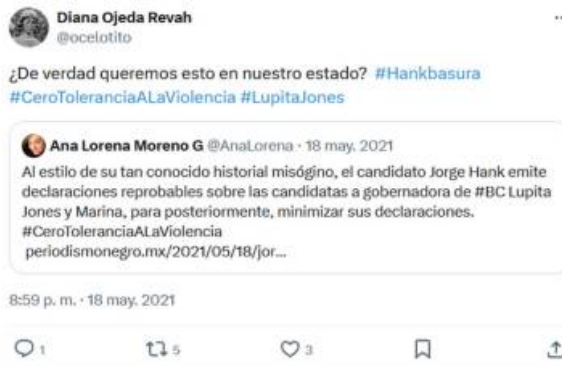 Diana Ojeda Revah
@ocelotito
¿De verdad queremos esto en nuestro estado? #Hankbasura
#CeroToleranciaALaViolencia #LupitaJones
Ana Lorena Moreno G @AnaLorena · 18 may. 2021
Al estilo de su tan conocido historial misógino, el candidato Jorge Hank emite
declaraciones reprobables sobre las candidatas a gobernadora de #BC Lupita
Jones y Marina, para posteriormente, minimizar sus declaraciones.
#CeroToleranciaALaViolencia
periodismonegro.mx/2021/05/18/jor...
8:59 p. m. · 18 may. 2021
1 5 3